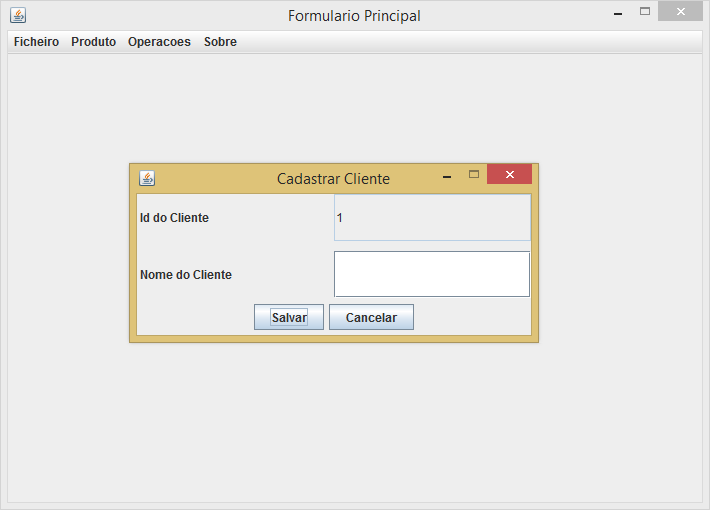 Formulario Principal
Ficheiro Produto Operacoes Sobre
Cadastrar Cliente
Id do Cliente 1
Nome do Cliente
Salvar Cancelar